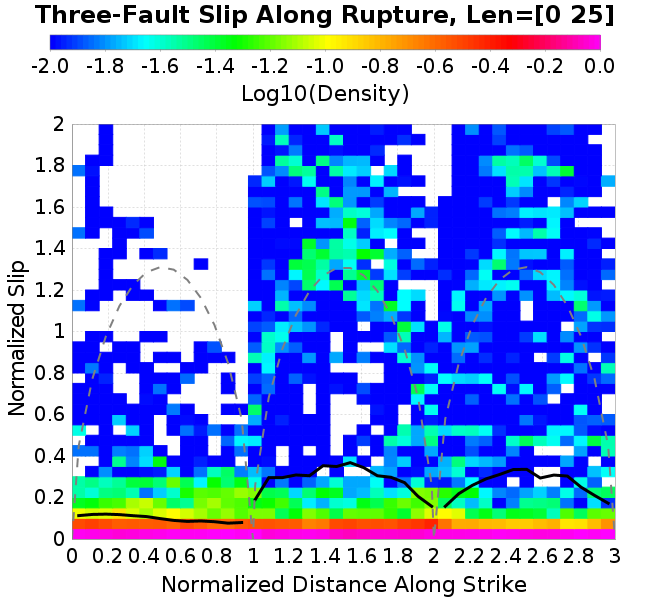 Three-Fault Slip Along Rupture, Len=[0 25]
-2.0 -1.8 -1.6 -1.4 -1.2 -1.0 -0.8 -0.6 -0.4 -0.2 0.0
Log10(Density)
2
1.8
1.6
1.4
1.2
1
0.8
0.6
0.4
0.2
0
Normalized Slip
0 0.2 0.4 0.6 0.8 1 1.2 1.4 1.6 1.8 2 2.2 2.4 2.6 2.8 3
Normalized Distance Along Strike